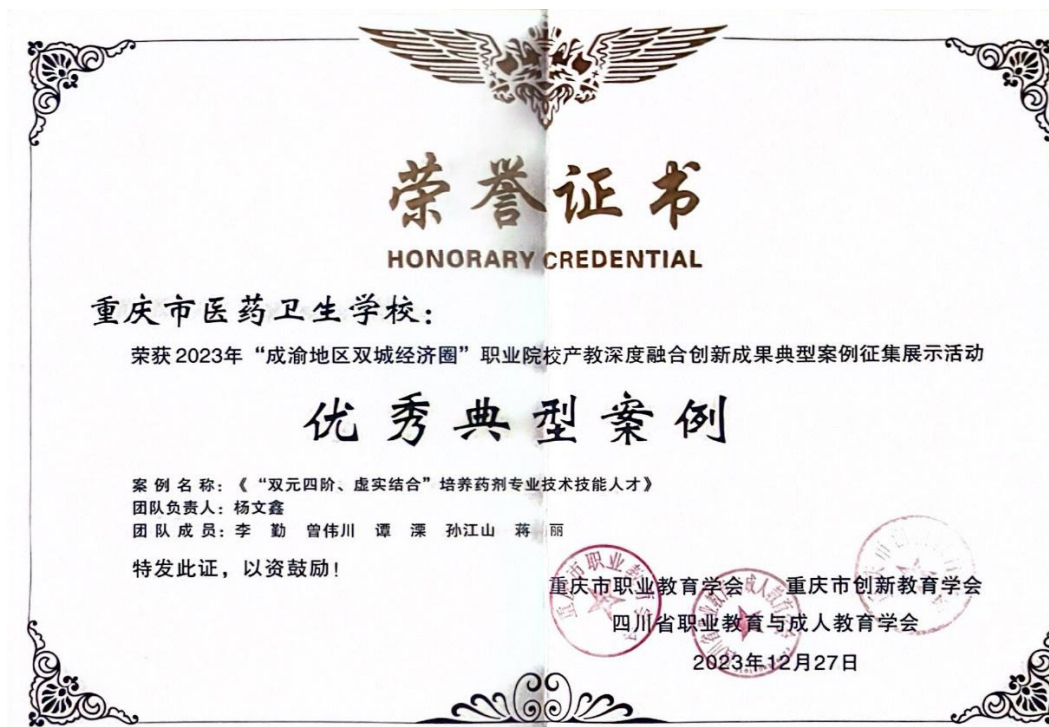 荣誉证书
HONORARY CREDENTIAL
重庆市医药卫生学校：
荣获2023年“成渝地区双城经济圈”职业院校产教深度融合创新成果典型案例征集展示活动
优秀典型案例
案例名称：《“双元四阶、虚实结合”培养药剂专业技术技能人才》
团队负责人：杨文鑫
团队成员：李 勤 曾伟川 谭 溧 孙江山 蒋 丽
特发此证，以资鼓励！
重庆市职业教育学会 重庆市创新教育学会
四川省职业教育与成人教育学会
2023年12月27日